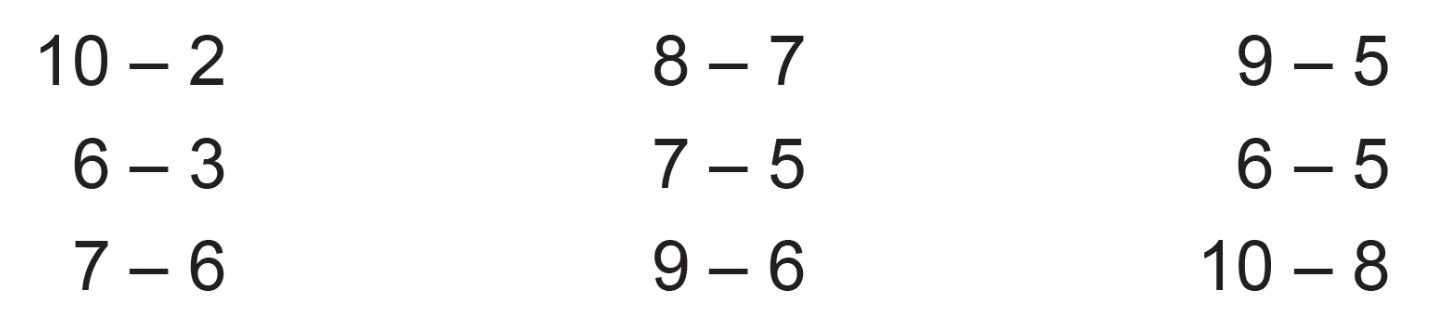 10 – 2 8 – 7 9 – 5
6 – 3 7 – 5 6 – 5
7 – 6 9 – 6 10 – 8